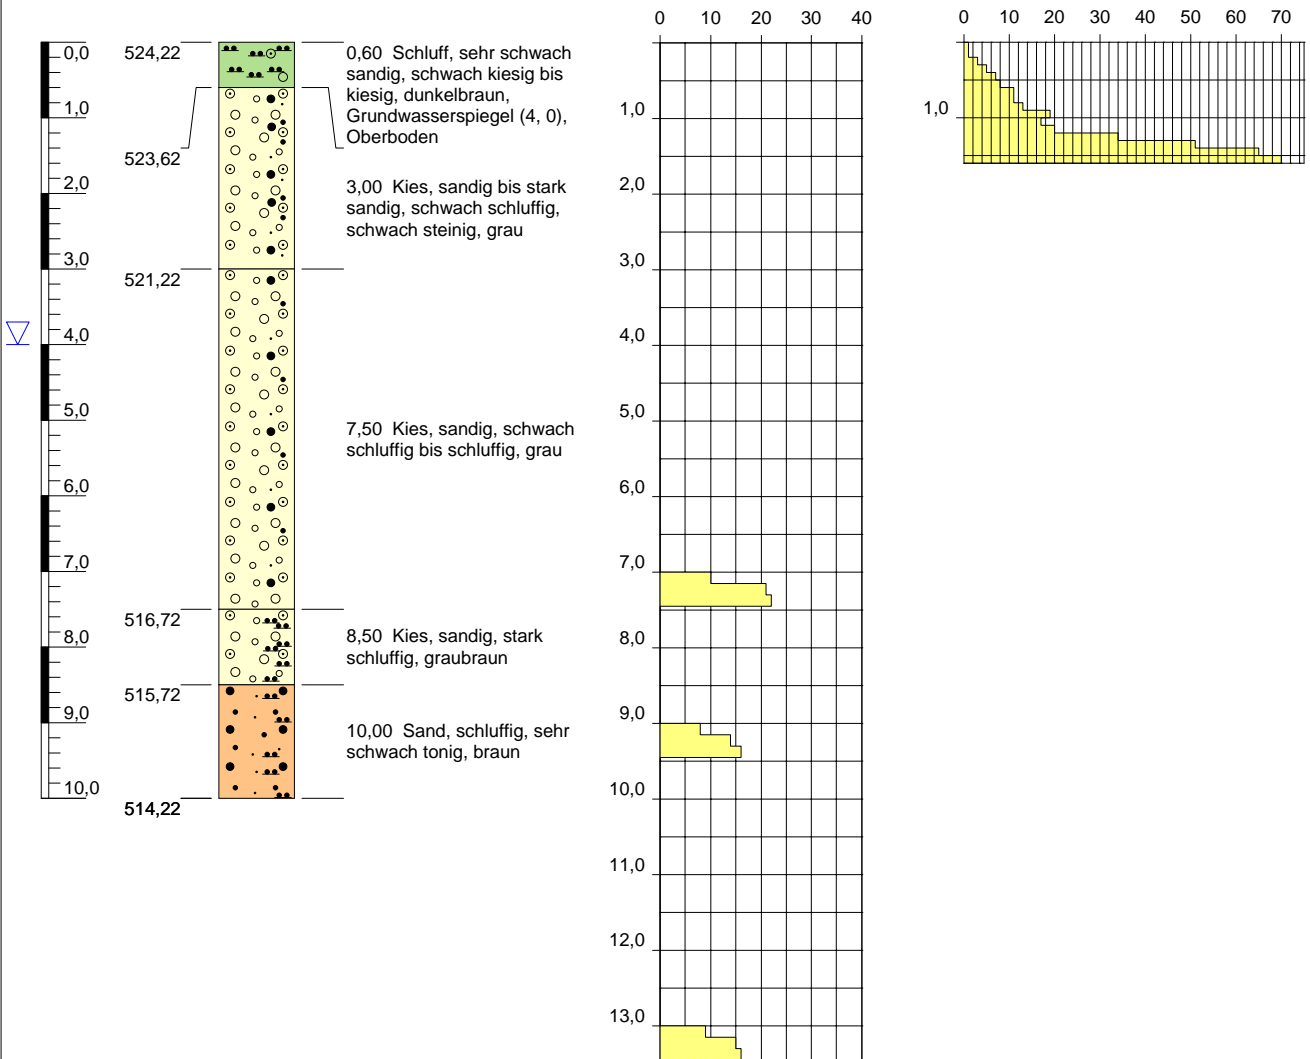 0 10 20 30 40
0 10 20 30 40 50 60 70
0,0
1,0
2,0
3,0
4,0
5,0
6,0
7,0
8,0
9,0
10,0
524,22
523,62
521,22
516,72
515,72
514,22
0,60 Schluff, sehr schwach
sandig, schwach kiesig bis
kiesig, dunkelbraun,
Grundwasserspiegel (4, 0),
Oberboden
3,00 Kies, sandig bis stark
sandig, schwach schluffig,
schwach steinig, grau
7,50 Kies, sandig, schwach
schluffig bis schluffig, grau
8,50 Kies, sandig, stark
schluffig, graubraun
10,00 Sand, schluffig, sehr
schwach tonig, braun
1,0
2,0
3,0
4,0
5,0
6,0
7,0
8,0
9,0
10,0
11,0
12,0
13,0
1,0